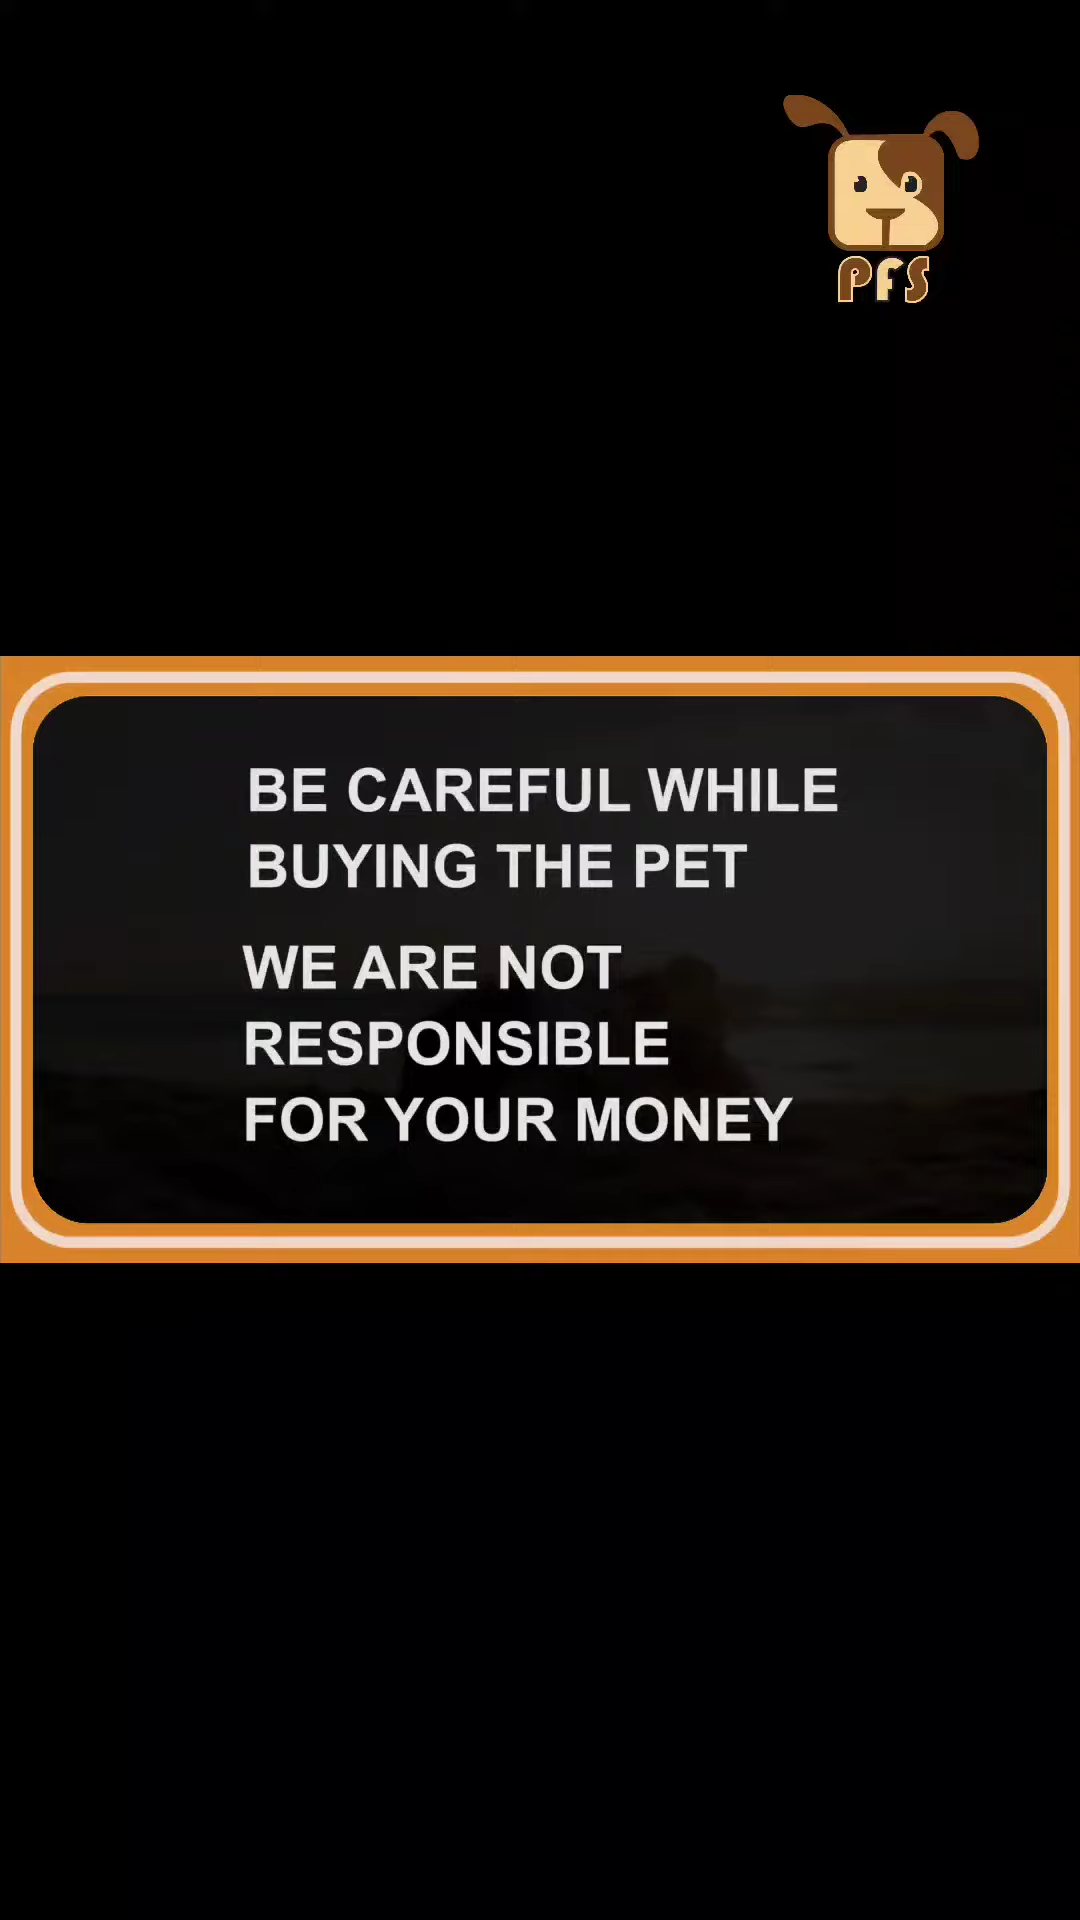 PFS
BE CAREFUL WHILE
BUYING THE PET
WE ARE NOT
RESPONSIBLE
FOR YOUR MONEY